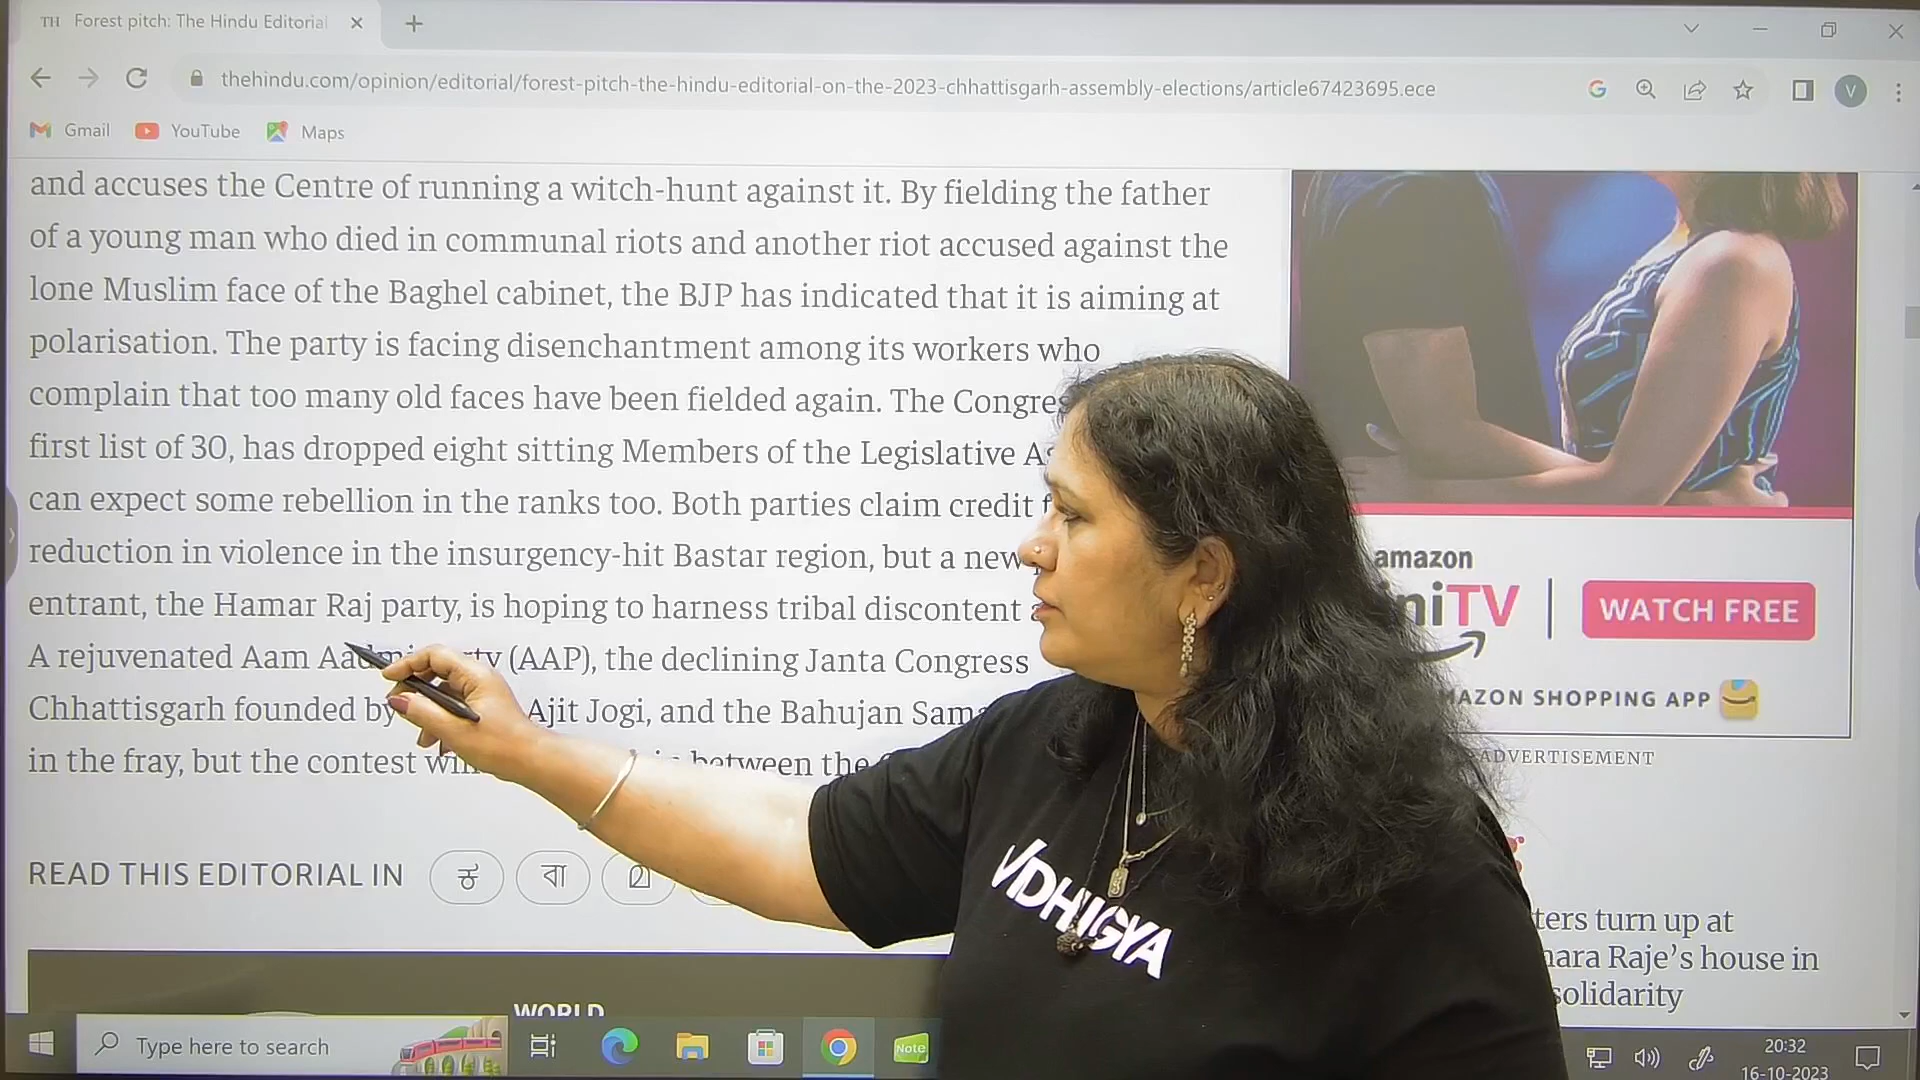 TH Forest pitch: The Hindu Editorial
thehindu.com/opinion/editorial/forest-pitch-the-hindu-editorial-on-the-2023-chhattisgarh-assembly-elections/article67423695.ece
V
Gmail YouTube Maps
and accuses the Centre of running a witch-hunt against it. By fielding the father
of a young man who died in communal riots and another riot accused against the
lone Muslim face of the Baghel cabinet, the BJP has indicated that it is aiming at
polarisation. The party is facing disenchantment among its workers who
complain that too many old faces have been fielded again. The
first list of 30, has dropped eight sitting Members of the Legislative
can expect some rebellion in the ranks too. Both parties claim credit
reduction in violence in the insurgency-hit Bastar region, but a new
entrant, the Hamar Raj party, is hoping to harness tribal discontent
A rejuvenated Aam (AAP), the declining Janta Congress
Chhattisgarh founded by Ajit Jogi, and the Bahujan
in the fray, but the contest between the
READ THIS EDITORIAL IN ಕ বা മ
WORLD
amazon
miniTV
WATCH FREE
AMAZON SHOPPING APP
ADVERTISEMENT
turn up at
Raje's house in
solidarity
VIDHIGYA
Type here to search
Note
20:32
16-10-2023